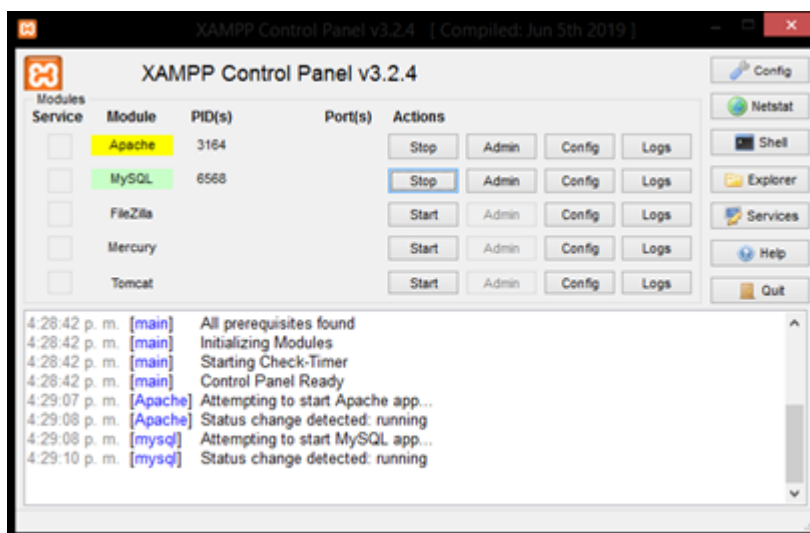 XAMPP Control Panel v3.2.4 [ Compiled: Jun 5th 2019 ]
XAMPP Control Panel v3.2.4
Config
Modules
Service Module PID(s) Port(s) Actions
Netstat
Apache 3164 Stop Admin Config Logs
Shell
MySQL 6568 Stop Admin Config Logs
Explorer
FileZilla Start Admin Config Logs
Services
Mercury Start Admin Config Logs
Help
Tomcat Start Admin Config Logs
Quit
4:28:42 p. m. [main] All prerequisites found
4:28:42 p. m. [main] Initializing Modules
4:28:42 p. m. [main] Starting Check-Timer
4:28:42 p. m. [main] Control Panel Ready
4:29:07 p. m. [Apache] Attempting to start Apache app...
4:29:08 p. m. [Apache] Status change detected: running
4:29:08 p. m. [mysql] Attempting to start MySQL app...
4:29:10 p. m. [mysql] Status change detected: running